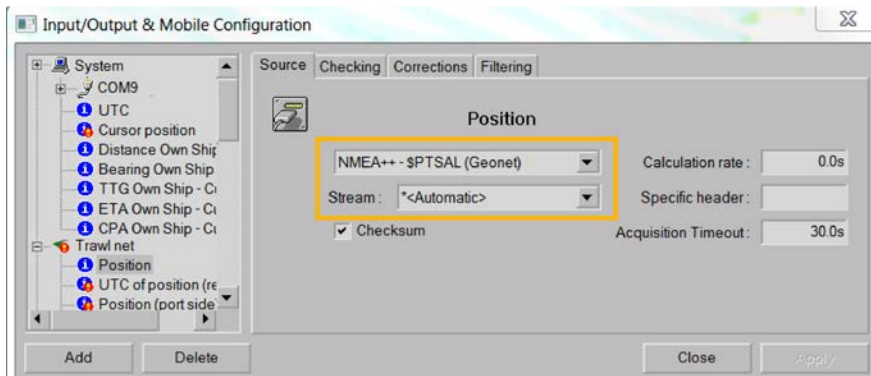 Input/Output & Mobile Configuration
System
COM9
UTC
Cursor position
Distance Own Ship
Bearing Own Ship
TTG Own Ship - Cu
ETA Own Ship - Cu
CPA Own Ship - Cu
Trawl net
Position
UTC of position (re
Position (port side
Add
Delete
Source
Checking
Corrections
Filtering
Position
NMEA++ - $PTSAL (Geonet)
Stream : *<Automatic>
Checksum
Calculation rate : 0.0s
Specific header :
Acquisition Timeout : 30.0s
Close
Apply